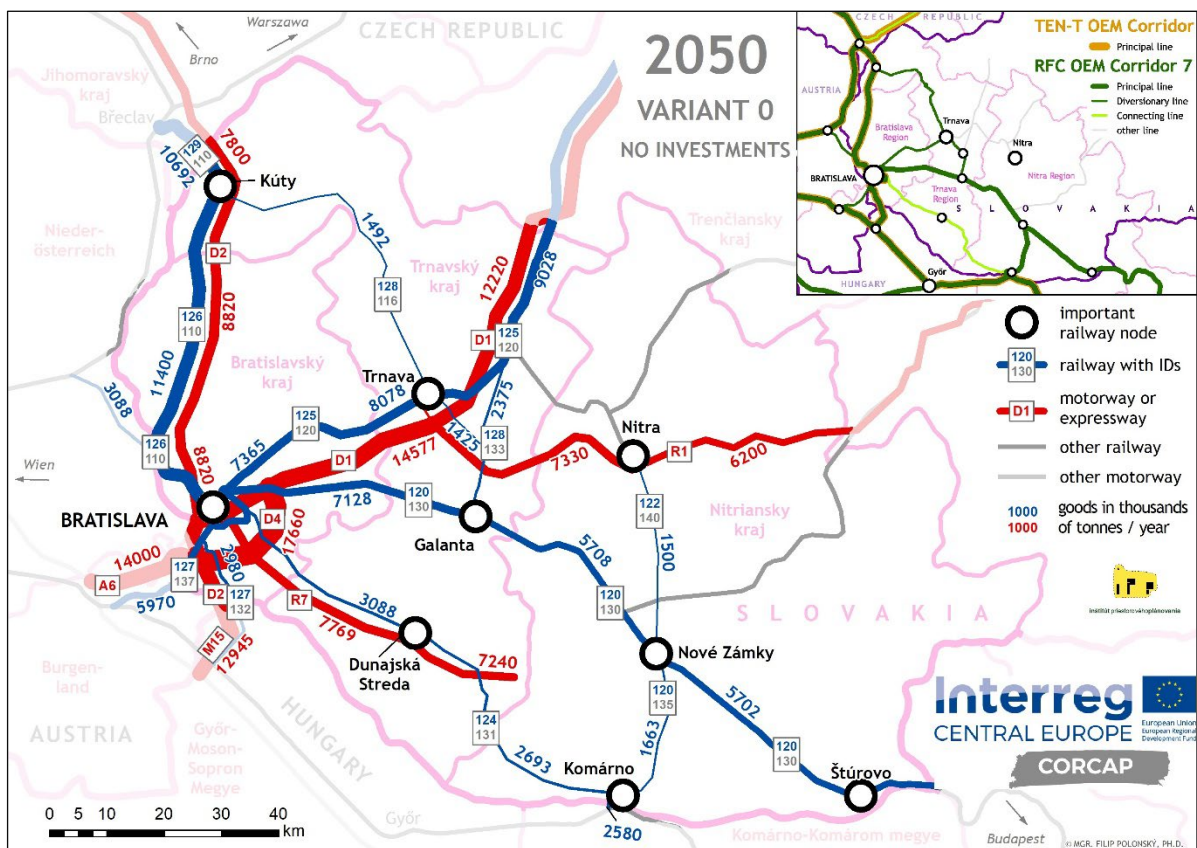 Warszawa
CZECH REPUBLIC
Brno
Jihomoravský
kraj
Břeclav
2050
VARIANT 0
NO INVESTMENTS
129
110
10692
7800
Kúty
Nieder-
österreich
D2
8820
126
110
11400
1492
128
116
Trnavský
kraj
12220
9028
Trenčiansky
kraj
D1
125
120
Bratislavský
kraj
3088
Trnava
8078
2375
125
120
7365
126
110
8820
1425
128
133
D1
14577
7330
Nitra
R1
6200
Wien
BRATISLAVA
7128
120
130
Galanta
122
140
1500
Nitriansky
kraj
D4
17660
5708
14000
A6
2980
127
137
5970
D2
127
132
R7
3088
7769
120
130
SLOVAKIA
M15
12945
Dunajská
Streda
7240
Nové Zámky
120
135
5702
1663
124
131
2693
120
130
Burgen-
land
AUSTRIA
HUNGARY
Győr-
Moson-
Sopron
Megye
Komárno
2580
Štúrovo
Győr
Komárno-Komárom megye
Budapest
0 5 10 20 30 40
km
CZECH REPUBLIC
AUSTRIA
Bratislava
Region
Trnava
Nitra
BRATISLAVA
Trnava
Region
Nitra Region
SLOVAKIA
Győr
HUNGARY
TEN-T OEM Corridor
Principal line
RFC OEM Corridor 7
Principal line
Diversionary line
Connecting line
other line
important
railway node
120
130
railway with IDs
D1
motorway or
expressway
other railway
other motorway
1000
1000
goods in thousands
of tonnes / year
inštitút priestorového plánovania
Interreg
CENTRAL EUROPE
European Union
European Regional
Development Fund
CORCAP
© MGR. FILIP POLONSKÝ, PH.D.